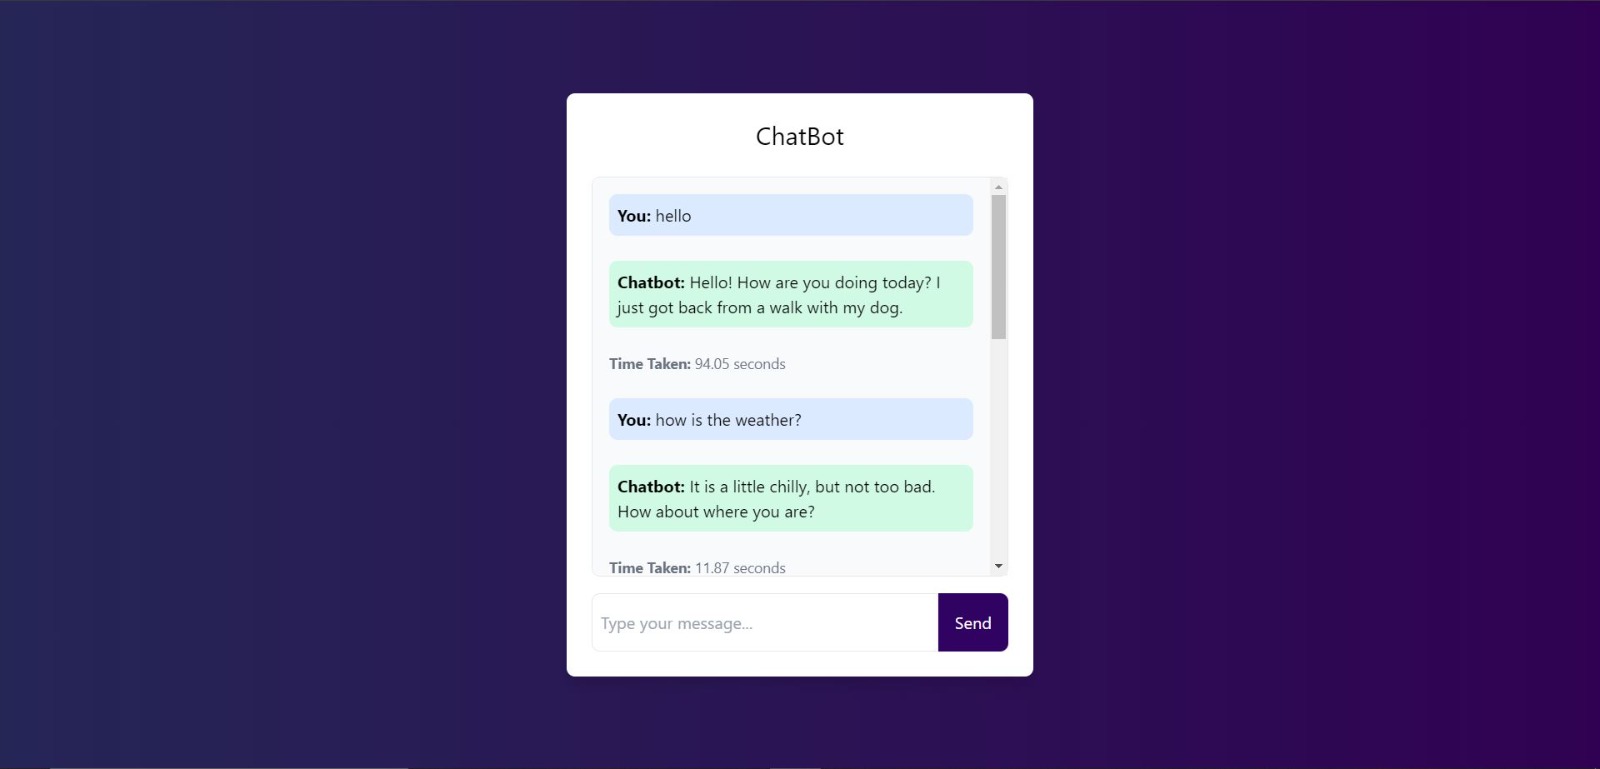 ChatBot
You: hello
Chatbot: Hello! How are you doing today? I
just got back from a walk with my dog.
Time Taken: 94.05 seconds
You: how is the weather?
Chatbot: It is a little chilly, but not too bad.
How about where you are?
Time Taken: 11.87 seconds
Type your message...
Send